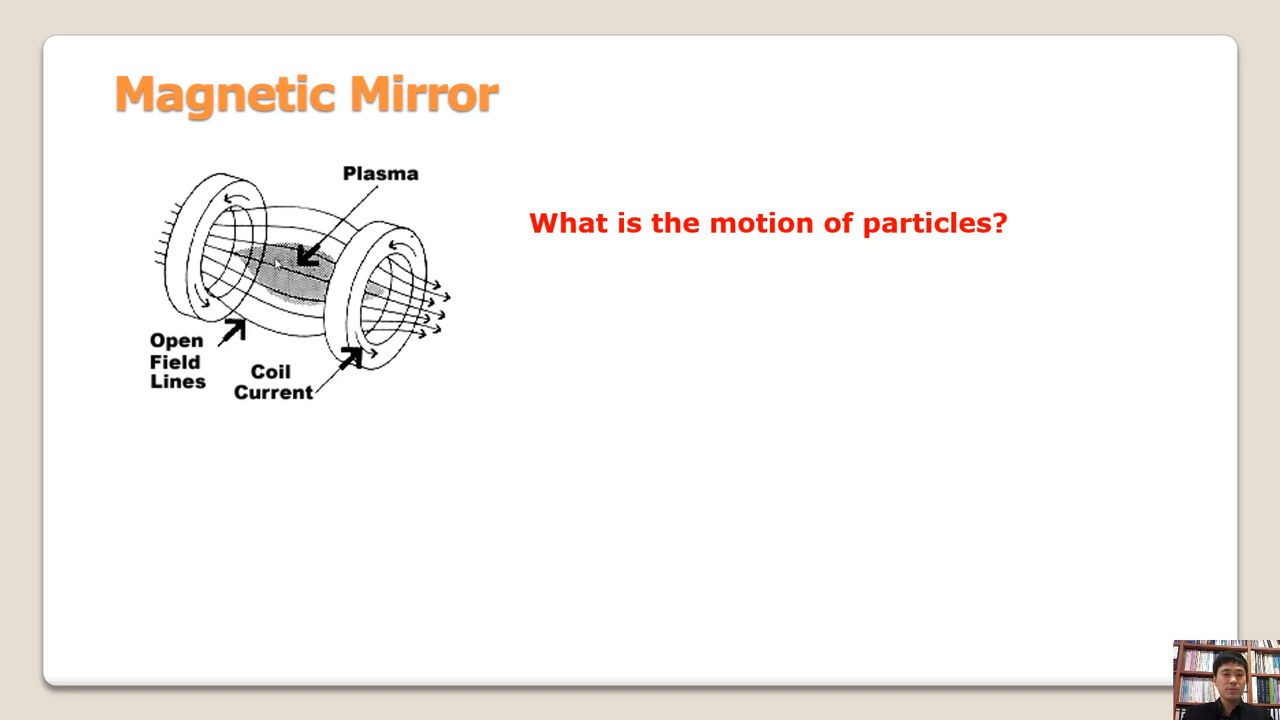 Magnetic Mirror
Plasma
What is the motion of particles?
Open
Field
Lines
Coil
Current